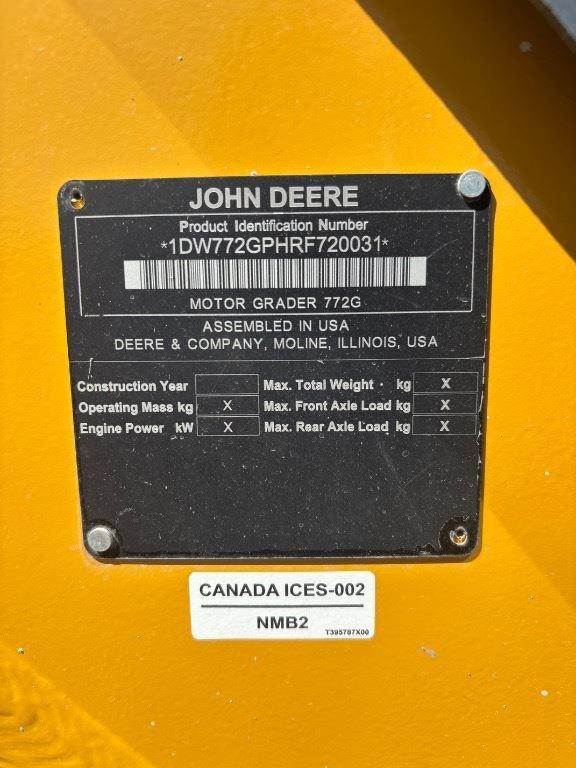 JOHN DEERE
Product Identification Number
*1DW772GPHRF720031*
MOTOR GRADER 772G
ASSEMBLED IN USA
DEERE & COMPANY, MOLINE, ILLINOIS, USA
Construction Year Max. Total Weight kg X
Operating Mass kg X Max. Front Axle Load kg X
Engine Power kW X Max. Rear Axle Load kg X
CANADA ICES-002
NMB2
T395787X00